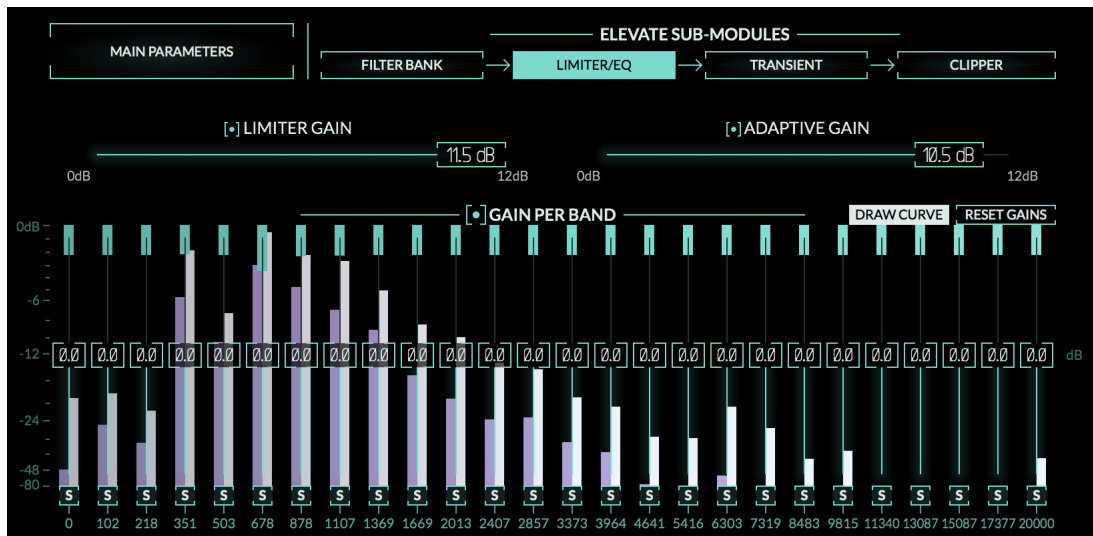 MAIN PARAMETERS
ELEVATE SUB-MODULES
FILTER BANK LIMITER/EQ TRANSIENT CLIPPER
LIMITER GAIN ADAPTIVE GAIN
11.5 dB 10.5 dB
0dB 12dB 0dB 12dB
GAIN PER BAND DRAW CURVE RESET GAINS
0dB
-6
-12 0.0 0.0 0.0 0.0 0.0 0.0 0.0 0.0 0.0 0.0 0.0 0.0 0.0 0.0 0.0 0.0 0.0 0.0 0.0 0.0 0.0 0.0 0.0 0.0 0.0 0.0 dB
-24
-48
-80
S S S S S S S S S S S S S S S S S S S S S S S S S S
0 102 218 351 503 678 878 1107 1369 1669 2013 2407 2857 3373 3964 4641 5416 6303 7319 8483 9815 11340 13087 15087 17377 20000